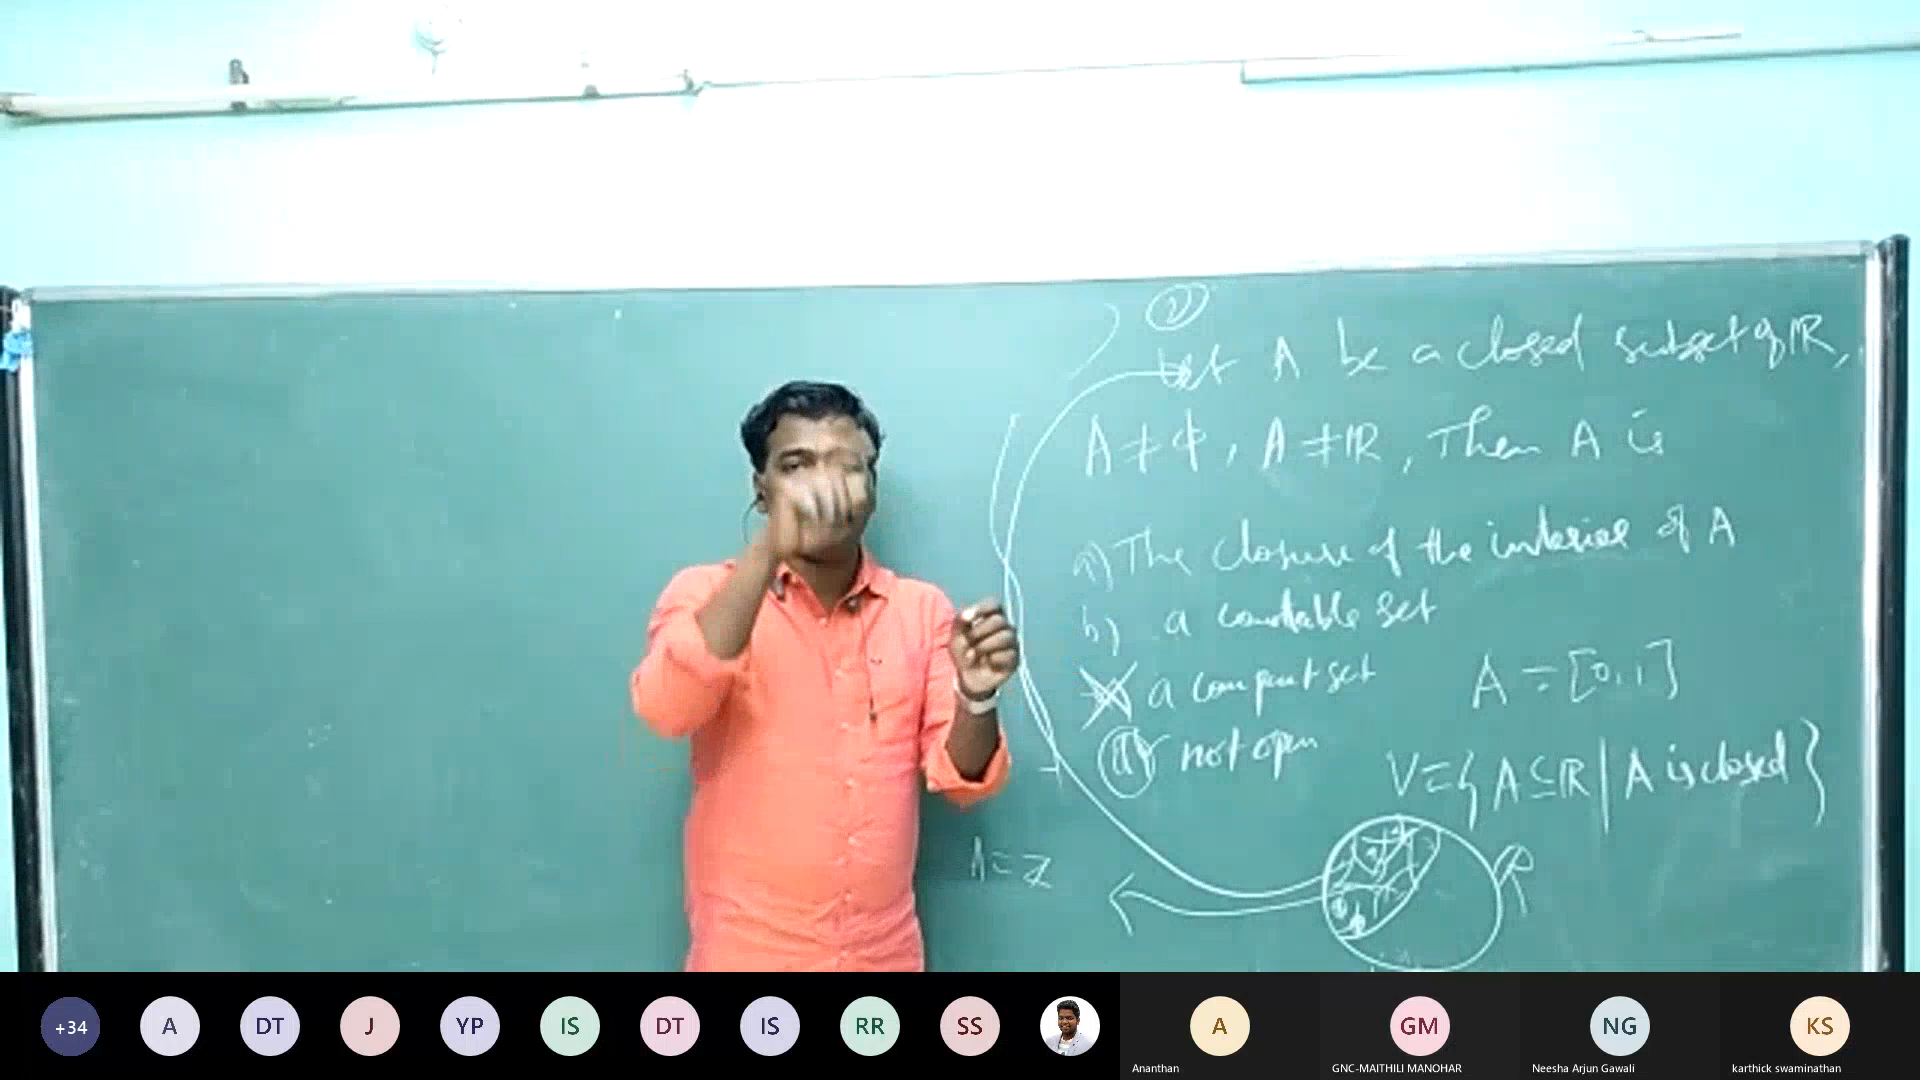 2)
Let A be a closed subset of ℝ,
A ≠ ϕ, A ≠ ℝ, Then A is
a) The closure of the interior of A
b) a countable set
a compact set
A = [0,1]
d) not open
V = { A ⊆ ℝ | A is closed }
A = ℤ
ℝ
+34
A
DT
J
YP
IS
DT
IS
RR
SS
A
GM
NG
KS
Ananthan
GNC-MAITHILI MANOHAR
Neesha Arjun Gawali
karthick swaminathan